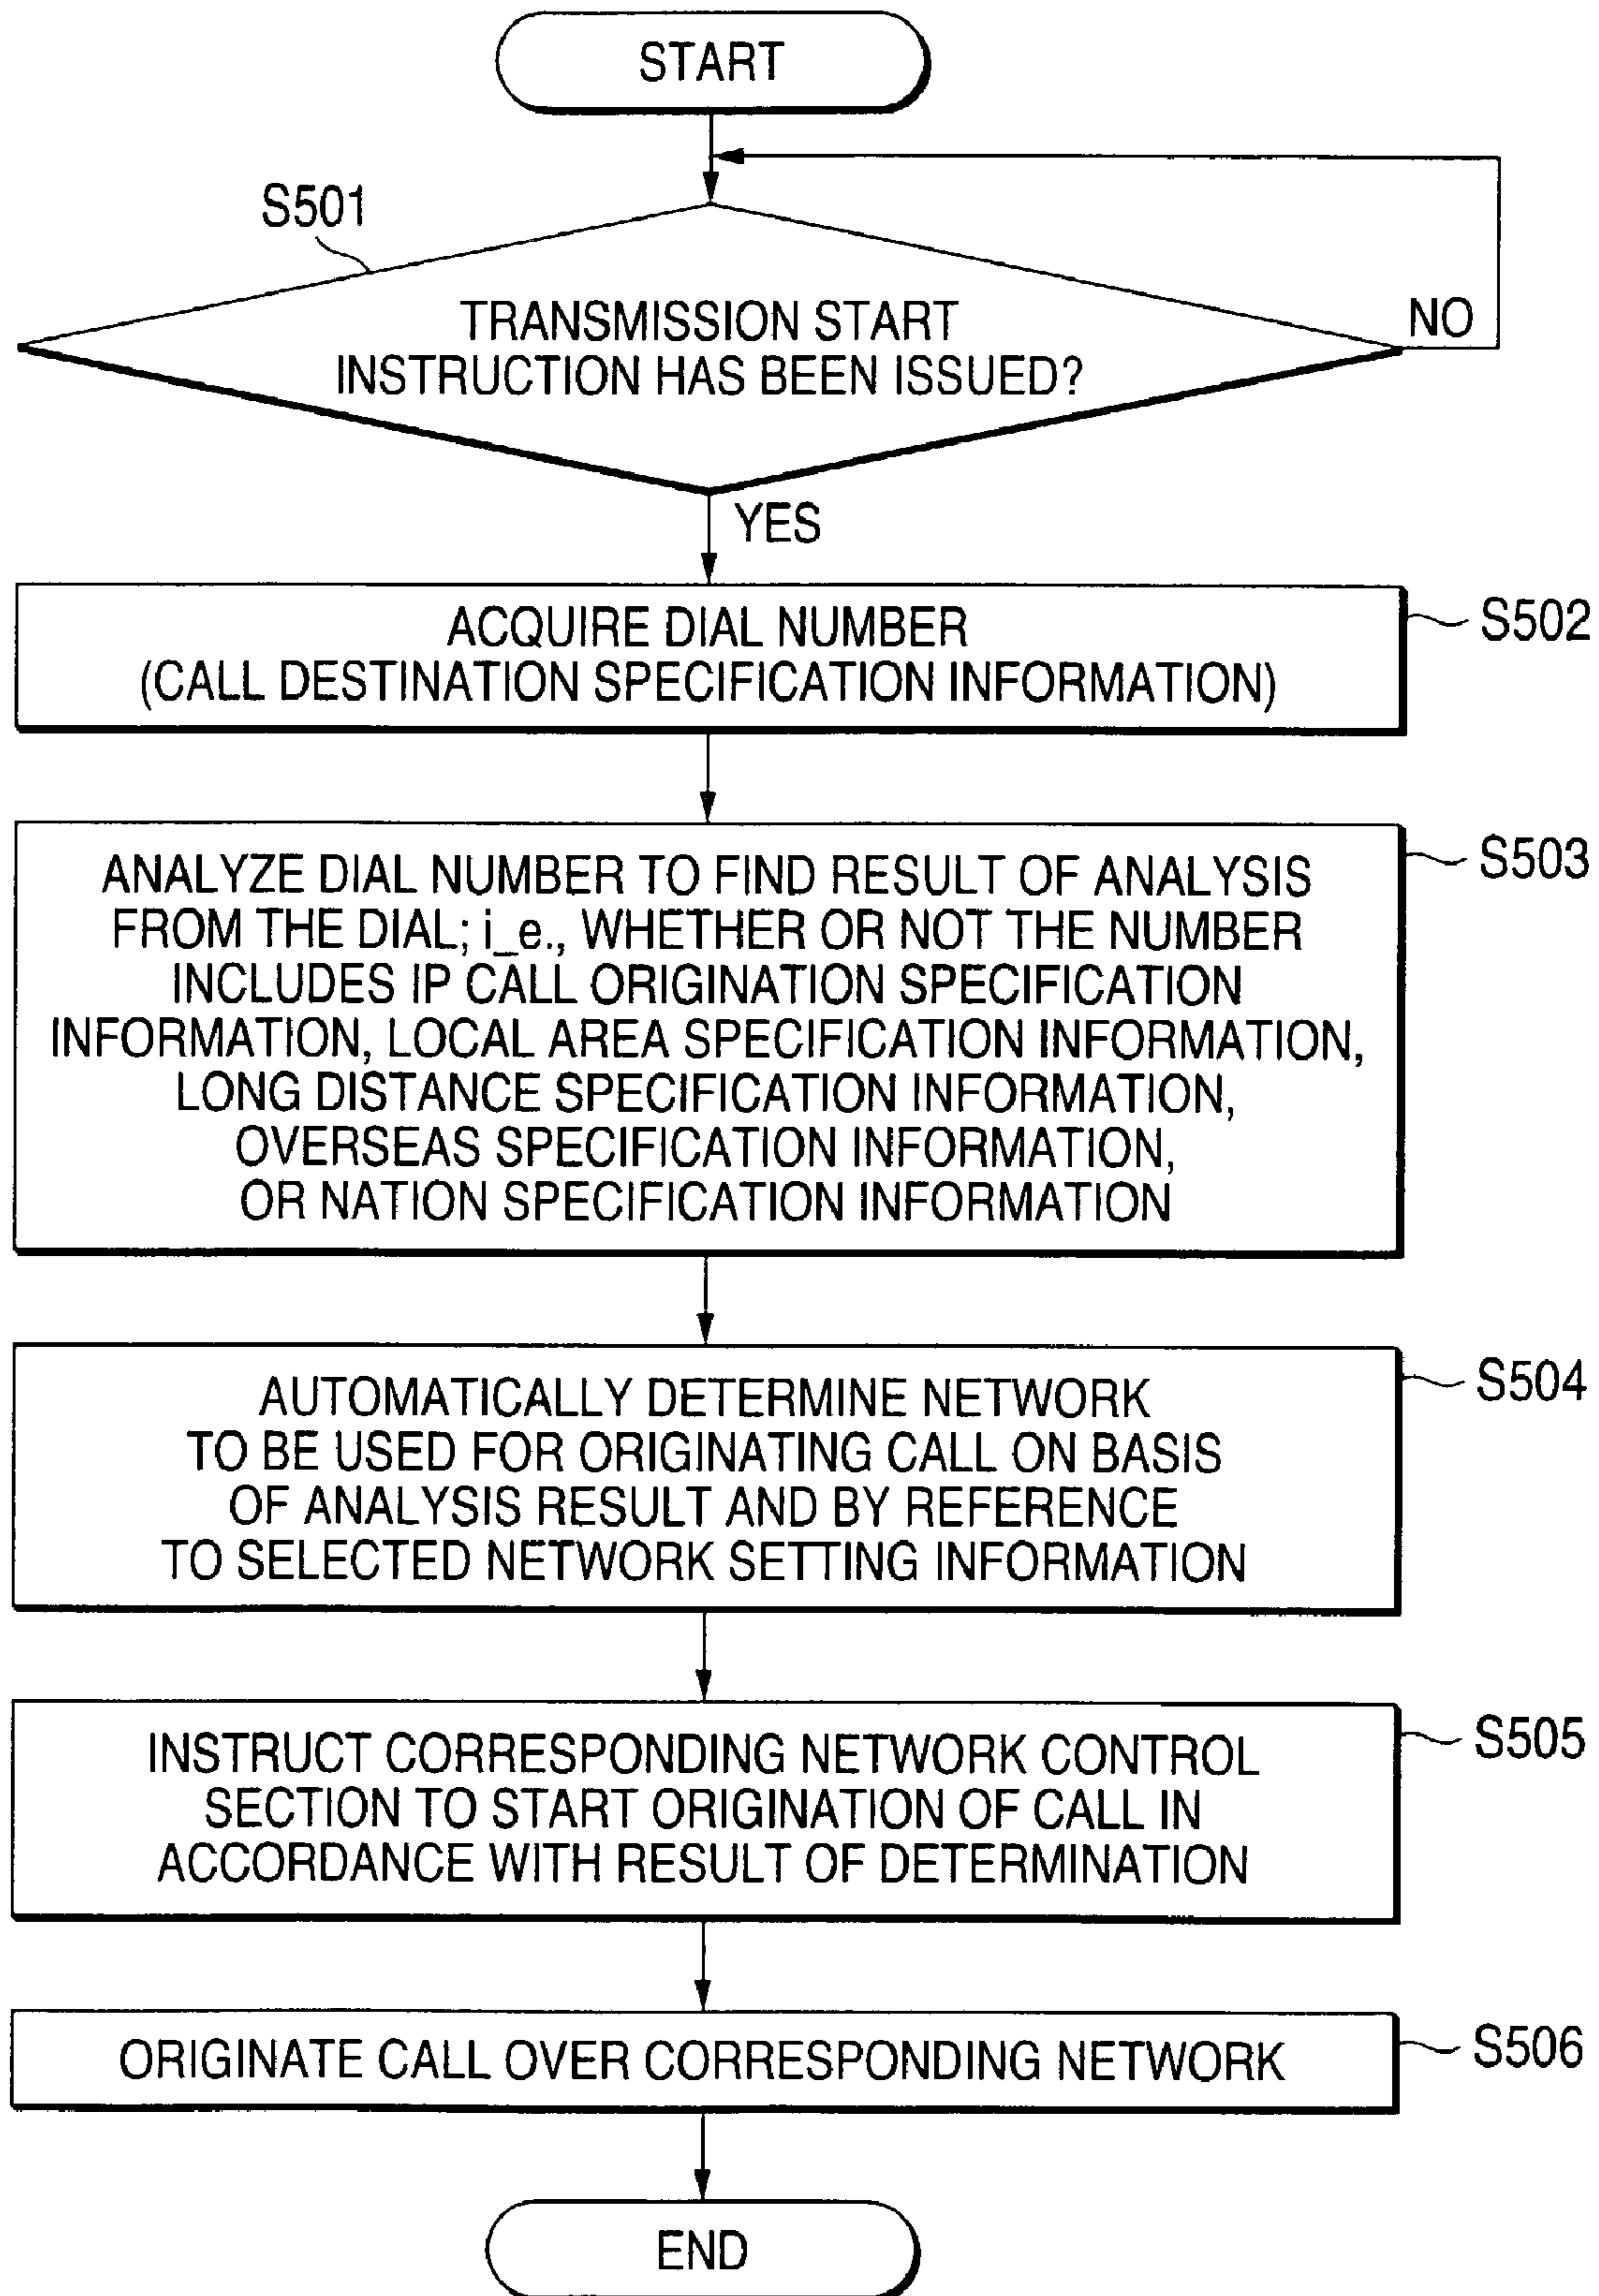 START
S501
TRANSMISSION START
INSTRUCTION HAS BEEN ISSUED?
NO
YES
ACQUIRE DIAL NUMBER
(CALL DESTINATION SPECIFICATION INFORMATION)
S502
ANALYZE DIAL NUMBER TO FIND RESULT OF ANALYSIS
FROM THE DIAL; i_e., WHETHER OR NOT THE NUMBER
INCLUDES IP CALL ORIGINATION SPECIFICATION
INFORMATION, LOCAL AREA SPECIFICATION INFORMATION,
LONG DISTANCE SPECIFICATION INFORMATION,
OVERSEAS SPECIFICATION INFORMATION,
OR NATION SPECIFICATION INFORMATION
S503
AUTOMATICALLY DETERMINE NETWORK
TO BE USED FOR ORIGINATING CALL ON BASIS
OF ANALYSIS RESULT AND BY REFERENCE
TO SELECTED NETWORK SETTING INFORMATION
S504
INSTRUCT CORRESPONDING NETWORK CONTROL
SECTION TO START ORIGINATION OF CALL IN
ACCORDANCE WITH RESULT OF DETERMINATION
S505
ORIGINATE CALL OVER CORRESPONDING NETWORK
S506
END